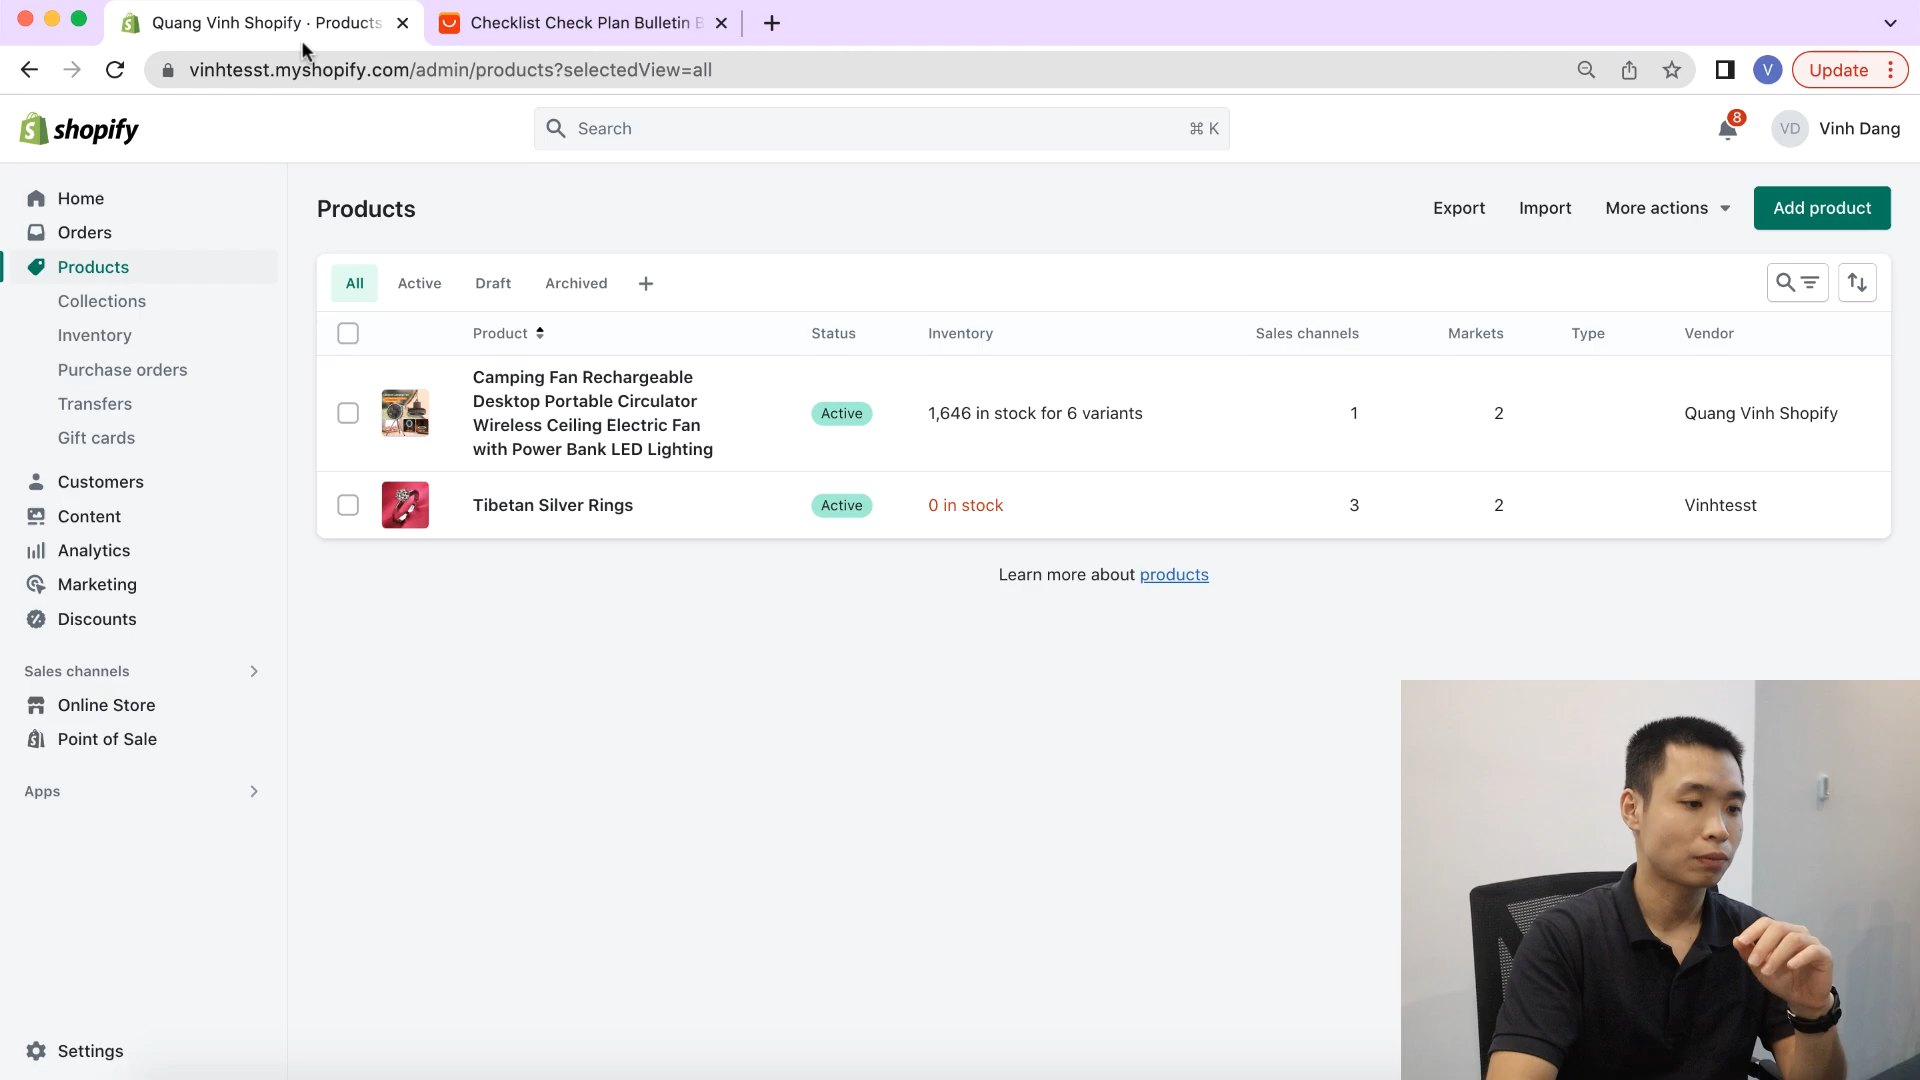 Quang Vinh Shopify · Products
Checklist Check Plan Bulletin B
vinhtesst.myshopify.com/admin/products?selectedView=all
V
Update
shopify
Search
⌘ K
8
VD
Vinh Dang
Home
Orders
Products
Collections
Inventory
Purchase orders
Transfers
Gift cards
Customers
Content
Analytics
Marketing
Discounts
Sales channels
Online Store
Point of Sale
Apps
Settings
Products
Export
Import
More actions
Add product
All
Active
Draft
Archived
Product
Status
Inventory
Sales channels
Markets
Type
Vendor
Camping Fan Rechargeable
Desktop Portable Circulator
Wireless Ceiling Electric Fan
with Power Bank LED Lighting
Active
1,646 in stock for 6 variants
1
2
Quang Vinh Shopify
Tibetan Silver Rings
Active
0 in stock
3
2
Vinhtesst
Learn more about products